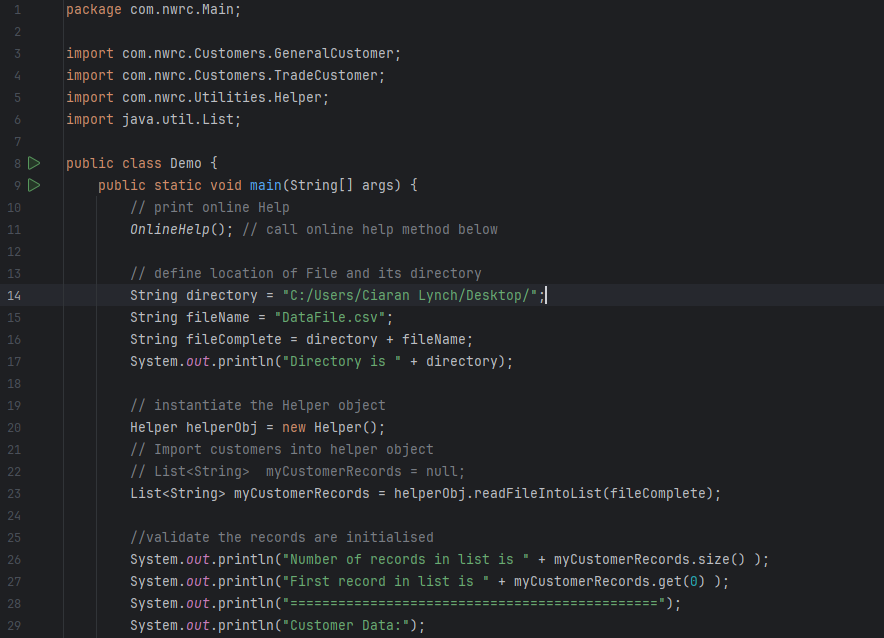 1 package com.nwrc.Main;
2
3 import com.nwrc.Customers.GeneralCustomer;
4 import com.nwrc.Customers.TradeCustomer;
5 import com.nwrc.Utilities.Helper;
6 import java.util.List;
7
8 public class Demo {
9 public static void main(String[] args) {
10 // print online Help
11 OnlineHelp(); // call online help method below
12
13 // define location of File and its directory
14 String directory = "C:/Users/Ciaran Lynch/Desktop/";
15 String fileName = "DataFile.csv";
16 String fileComplete = directory + fileName;
17 System.out.println("Directory is " + directory);
18
19 // instantiate the Helper object
20 Helper helperObj = new Helper();
21 // Import customers into helper object
22 // List<String>  myCustomerRecords = null;
23 List<String> myCustomerRecords = helperObj.readFileIntoList(fileComplete);
24
25 //validate the records are initialised
26 System.out.println("Number of records in list is " + myCustomerRecords.size() );
27 System.out.println("First record in list is " + myCustomerRecords.get(0) );
28 System.out.println("==============================================");
29 System.out.println("Customer Data:");